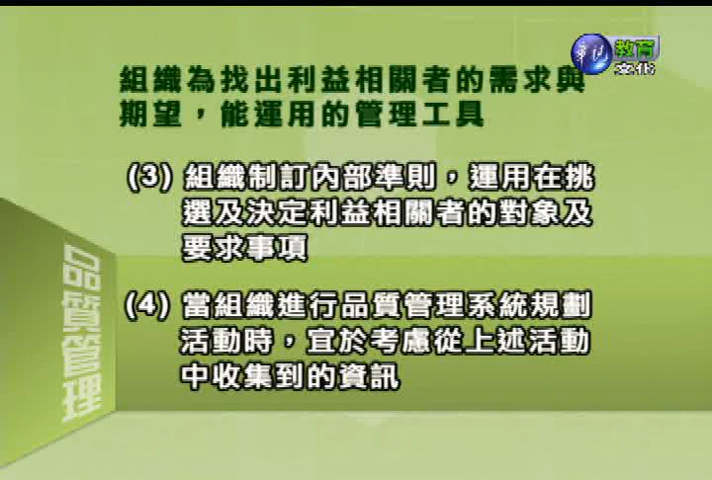 華視
教育
文化
組織為找出利益相關者的需求與
期望，能運用的管理工具
(3) 組織制訂內部準則，運用在挑
選及決定利益相關者的對象及
要求事項
(4) 當組織進行品質管理系統規劃
活動時，宜於考慮從上述活動
中收集到的資訊
品質管理